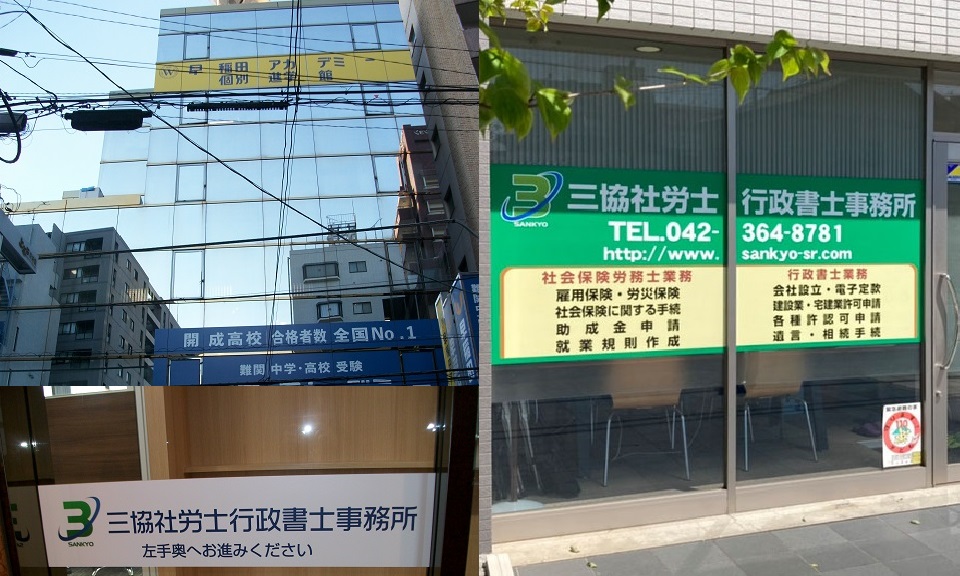 早稲田アカデミー
個別進学館
開成高校 合格者数 全国No.1
難関 中学・高校 受験
SANKYO
三協社労士行政書士事務所
左手奥へお進みください
SANKYO
三協社労士 行政書士事務所
TEL.042-364-8781
http://www.sankyo-sr.com
社会保険労務士業務
雇用保険・労災保険
社会保険に関する手続
助成金申請
就業規則作成
行政書士業務
会社設立・電子定款
建設業・宅建業許可申請
各種許認可申請
遺言・相続手続
110